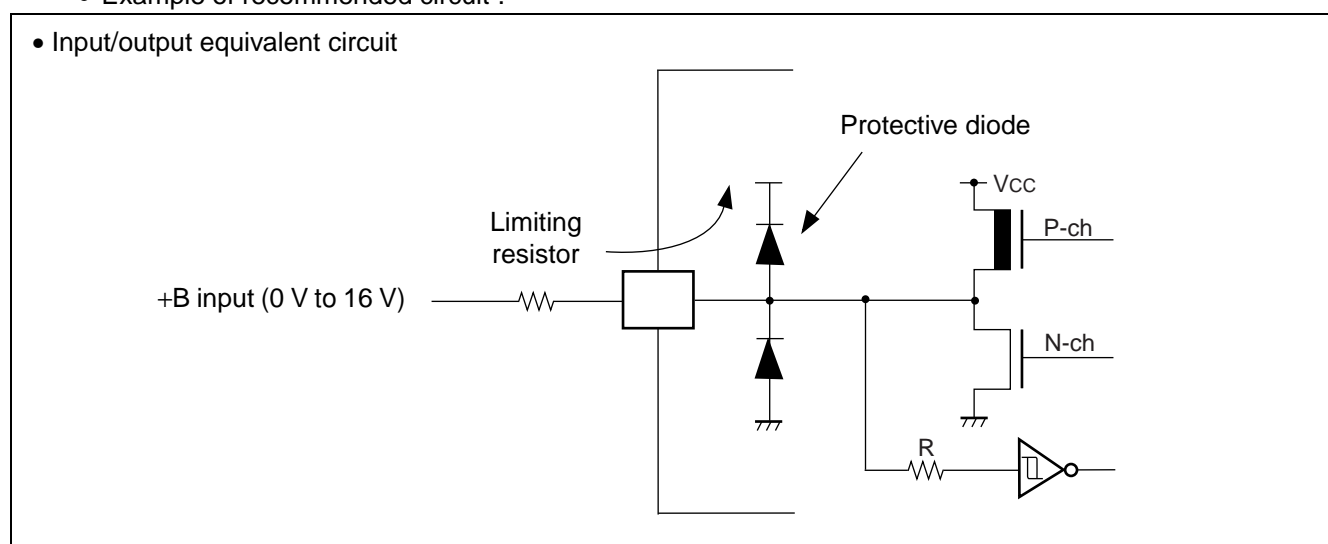 • Example of recommended circuit :
• Input/output equivalent circuit
Protective diode
VCC
Limiting
resistor
P-ch
+B input (0 V to 16 V)
N-ch
R